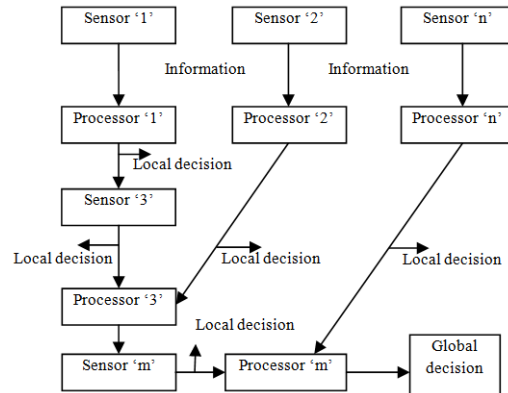 Sensor ‘1’
Sensor ‘2’
Sensor ‘n’
Information
Information
Processor ‘1’
Processor ‘2’
Processor ‘n’
Local decision
Sensor ‘3’
Local decision
Local decision
Local decision
Processor ‘3’
Local decision
Sensor ‘m’
Processor ‘m’
Global
decision